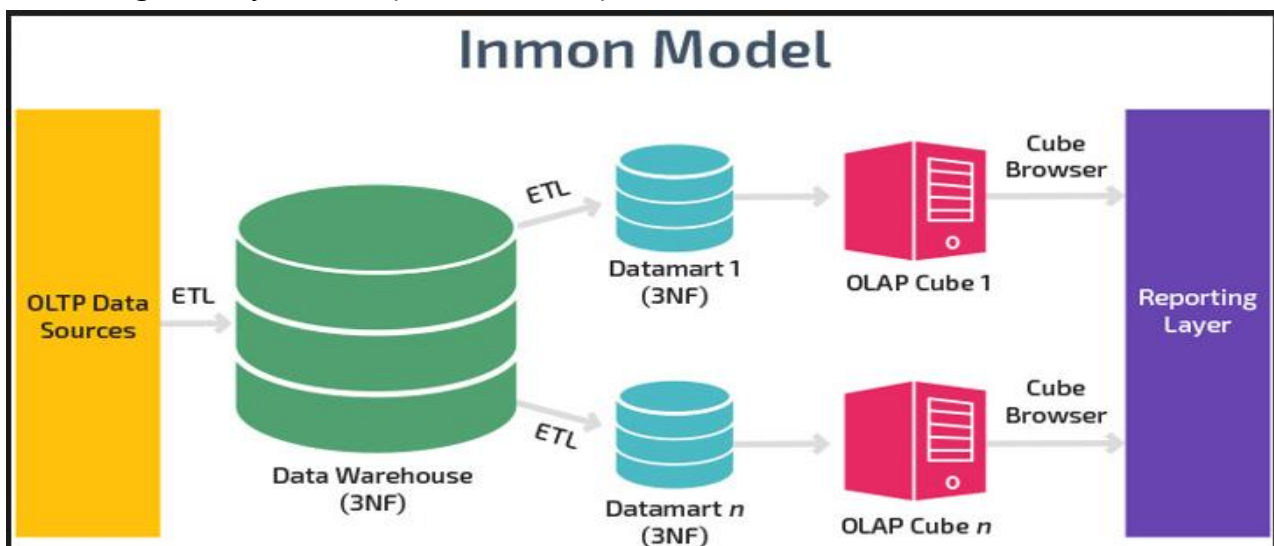 Inmon Model
OLTP Data
Sources
ETL
Data Warehouse
(3NF)
ETL
Datamart 1
(3NF)
OLAP Cube 1
Cube
Browser
ETL
Datamart n
(3NF)
OLAP Cube n
Cube
Browser
Reporting
Layer